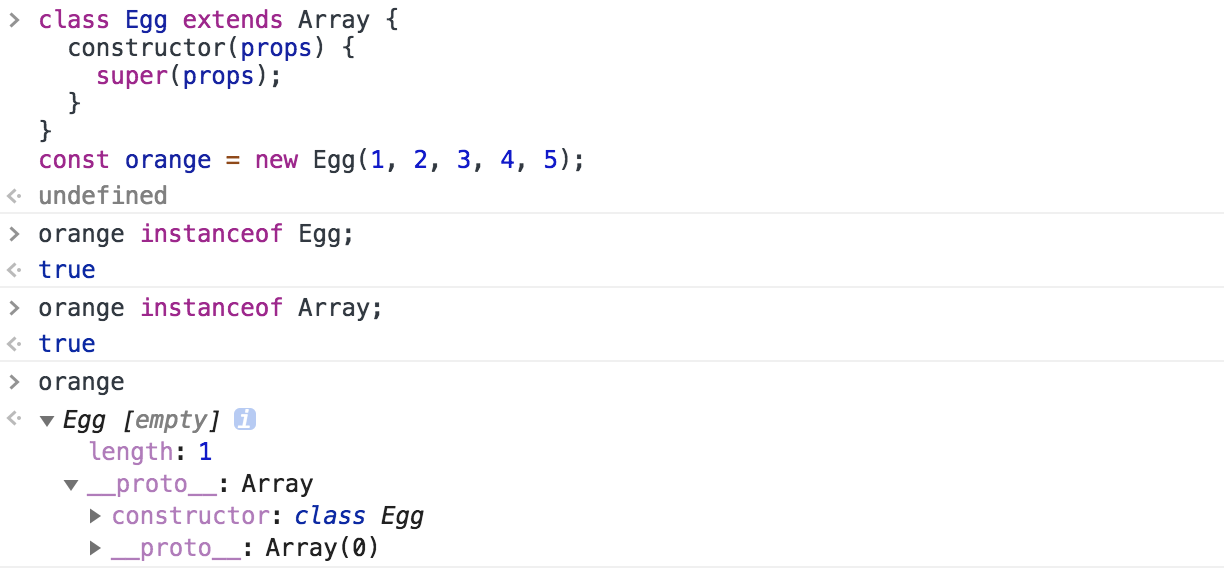 > class Egg extends Array {
constructor(props) {
super(props);
}
}
const orange = new Egg(1, 2, 3, 4, 5);
undefined
> orange instanceof Egg;
true
> orange instanceof Array;
true
> orange
▼ Egg [empty] i
length: 1
▼ __proto__: Array
▶ constructor: class Egg
▶ __proto__: Array(0)